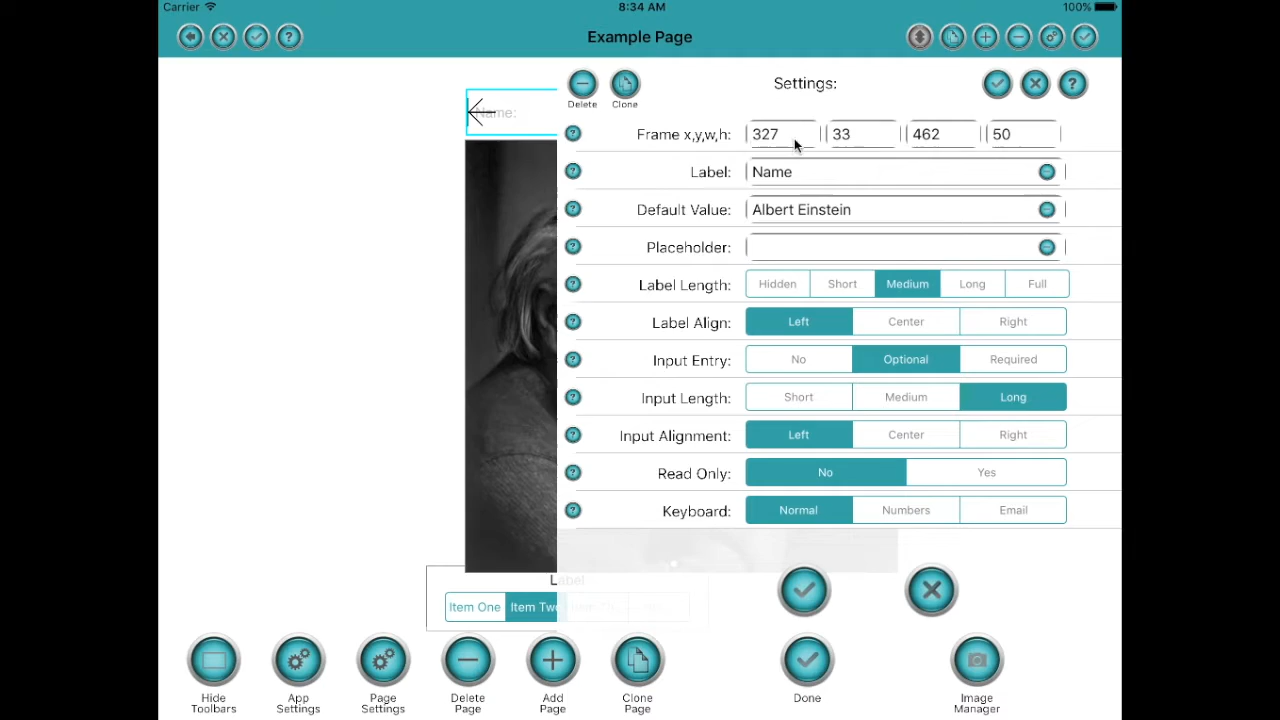 Carrier 8:34 AM 100%
Example Page
Delete Clone Settings:
Name:
Frame x,y,w,h: 327 33 462 50
Label: Name
Default Value: Albert Einstein
Placeholder:
Label Length: Hidden Short Medium Long Full
Label Align: Left Center Right
Input Entry: No Optional Required
Input Length: Short Medium Long
Input Alignment: Left Center Right
Read Only: No Yes
Keyboard: Normal Numbers Email
Label
Item One Item Two
Hide Toolbars
App Settings
Page Settings
Delete Page
Add Page
Clone Page
Done
Image Manager